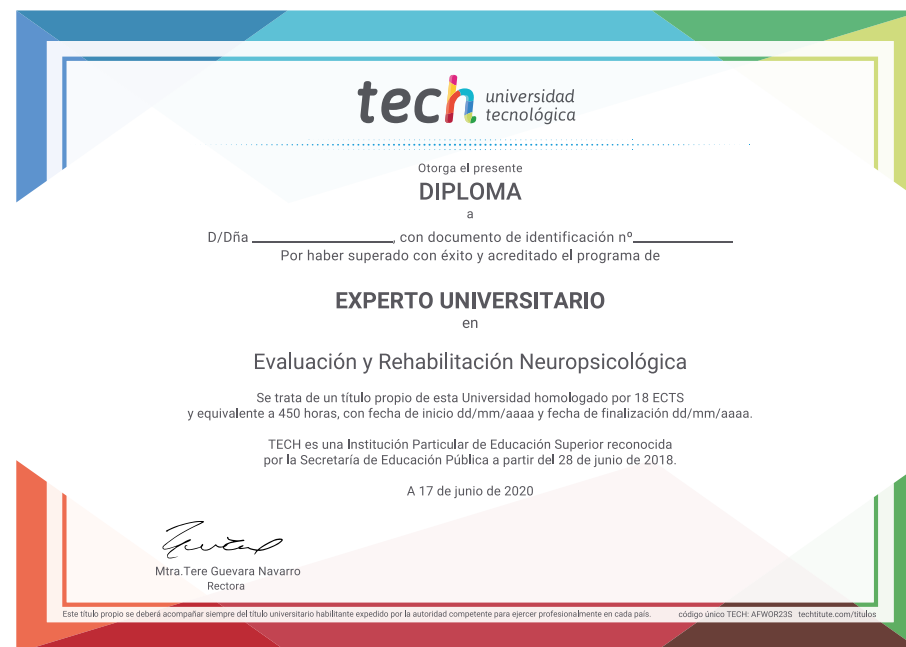 tech universidad
tecnológica
Otorga el presente
DIPLOMA
a
D/Dña ____________________, con documento de identificación nº______________
Por haber superado con éxito y acreditado el programa de
EXPERTO UNIVERSITARIO
en
Evaluación y Rehabilitación Neuropsicológica
Se trata de un título propio de esta Universidad homologado por 18 ECTS
y equivalente a 450 horas, con fecha de inicio dd/mm/aaaa y fecha de finalización dd/mm/aaaa.
TECH es una Institución Particular de Educación Superior reconocida
por la Secretaría de Educación Pública a partir del 28 de junio de 2018.
A 17 de junio de 2020
Mtra.Tere Guevara Navarro
Rectora
Este título propio se deberá acompañar siempre del título universitario habilitante expedido por la autoridad competente para ejercer profesionalmente en cada país. código único TECH: AFWOR23S techtitute.com/titulos